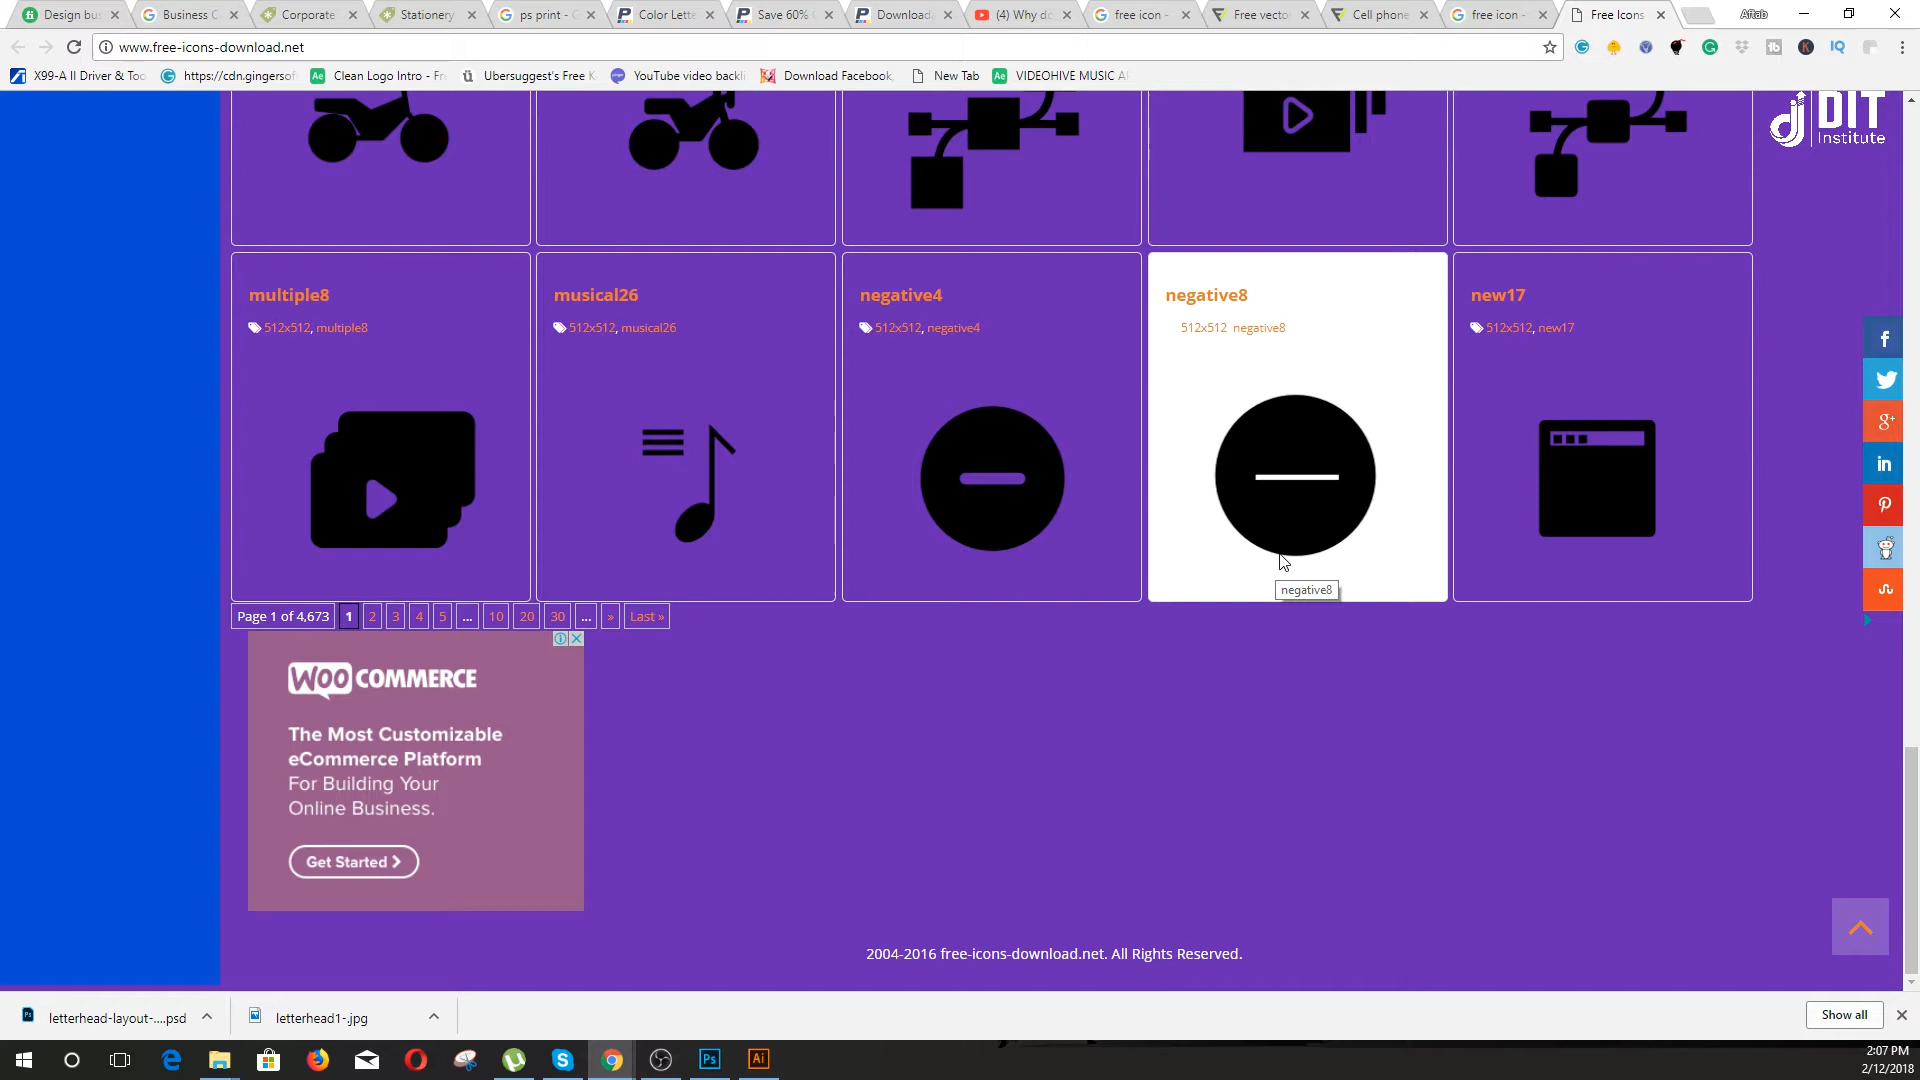 Design bus
Business C
Corporate
Stationery
ps print - G
Color Lette
Save 60%
Downloada
(4) Why do
free icon -
Free vecto
Cell phone
free icon -
Free Icons
Aftab
www.free-icons-download.net
X99-A II Driver & Too
https://cdn.gingersof
Clean Logo Intro - Fr
Ubersuggest's Free K
YouTube video backli
Download Facebook
New Tab
VIDEOHIVE MUSIC A
DIT
Institute
multiple8
512x512, multiple8
musical26
512x512, musical26
negative4
512x512, negative4
negative8
512x512 negative8
new17
512x512, new17
negative8
Page 1 of 4,673 1 2 3 4 5 ... 10 20 30 ... » Last »
WOOCOMMERCE
The Most Customizable
eCommerce Platform
For Building Your
Online Business.
Get Started
2004-2016 free-icons-download.net. All Rights Reserved.
letterhead-layout-....psd
letterhead1-.jpg
Show all
2:07 PM
2/12/2018